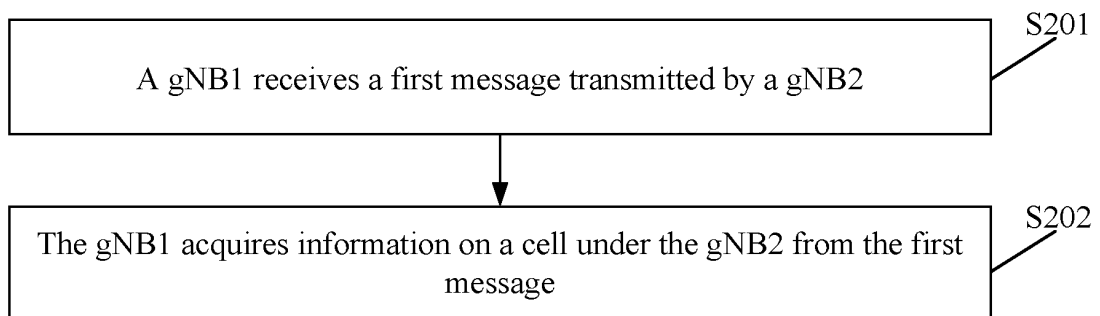 S201
A gNB1 receives a first message transmitted by a gNB2
S202
The gNB1 acquires information on a cell under the gNB2 from the first
message